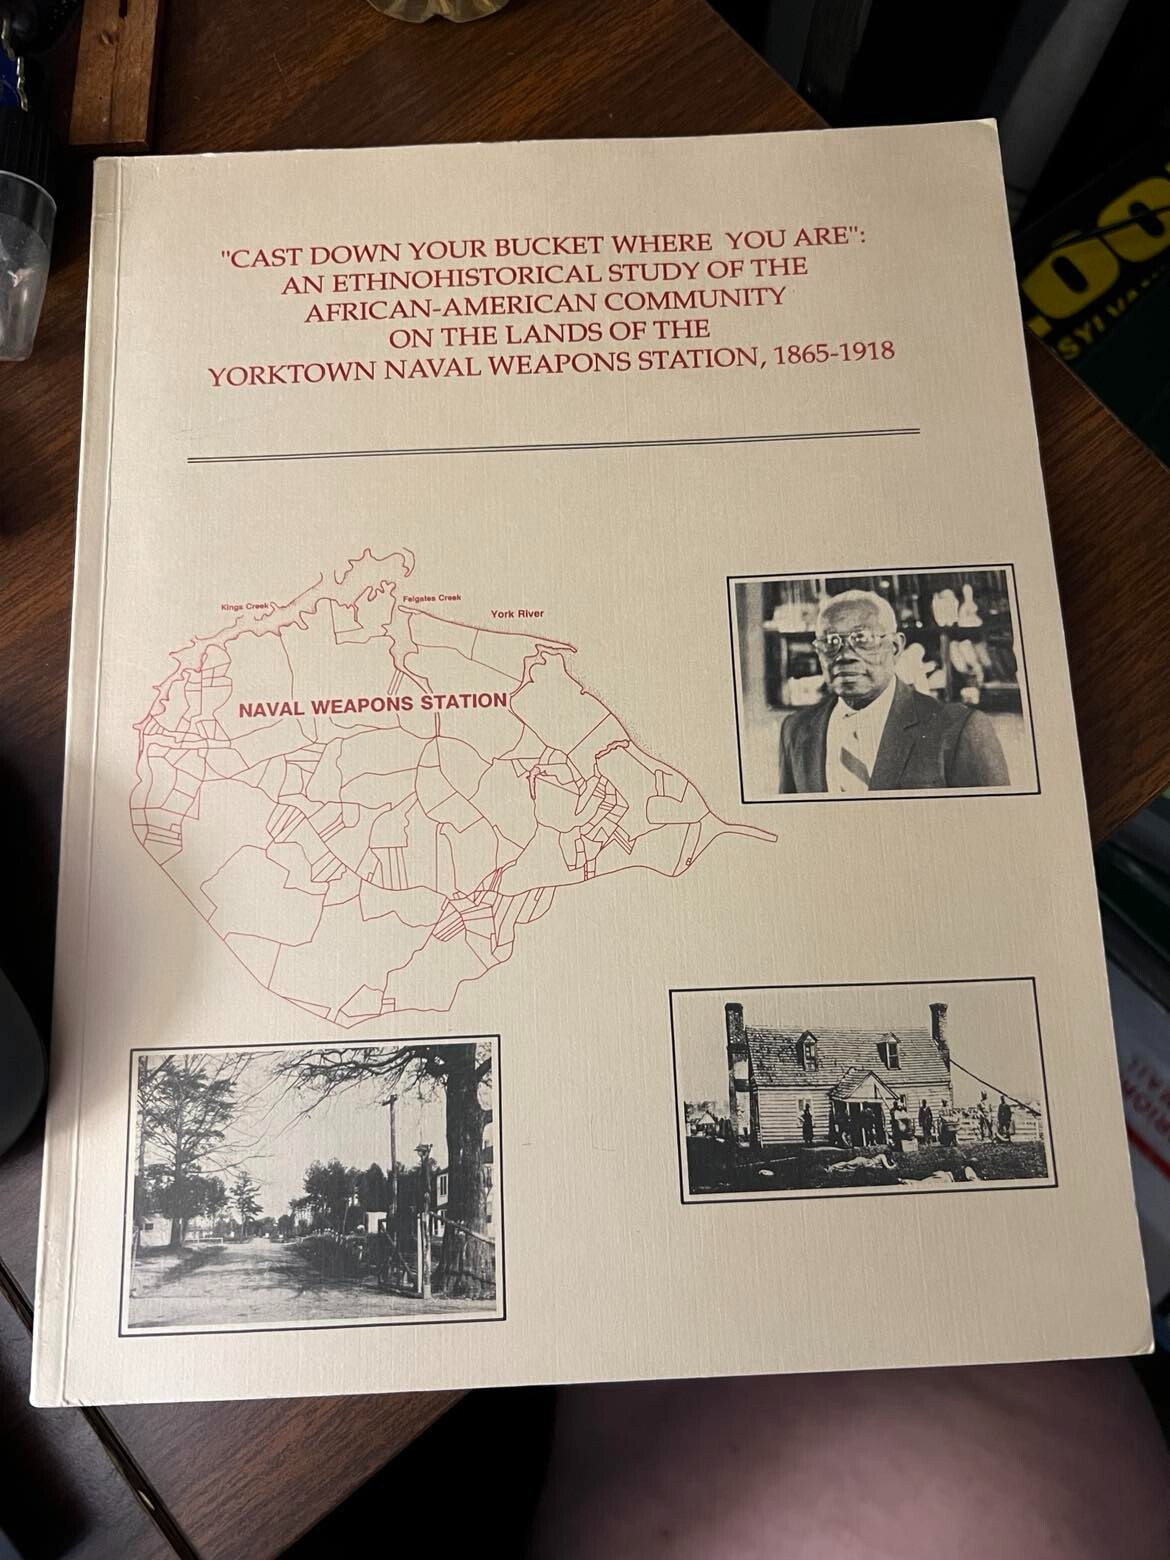 "CAST DOWN YOUR BUCKET WHERE YOU ARE":
AN ETHNOHISTORICAL STUDY OF THE
AFRICAN-AMERICAN COMMUNITY
ON THE LANDS OF THE
YORKTOWN NAVAL WEAPONS STATION, 1865-1918
Kings Creek
Felgates Creek
York River
NAVAL WEAPONS STATION